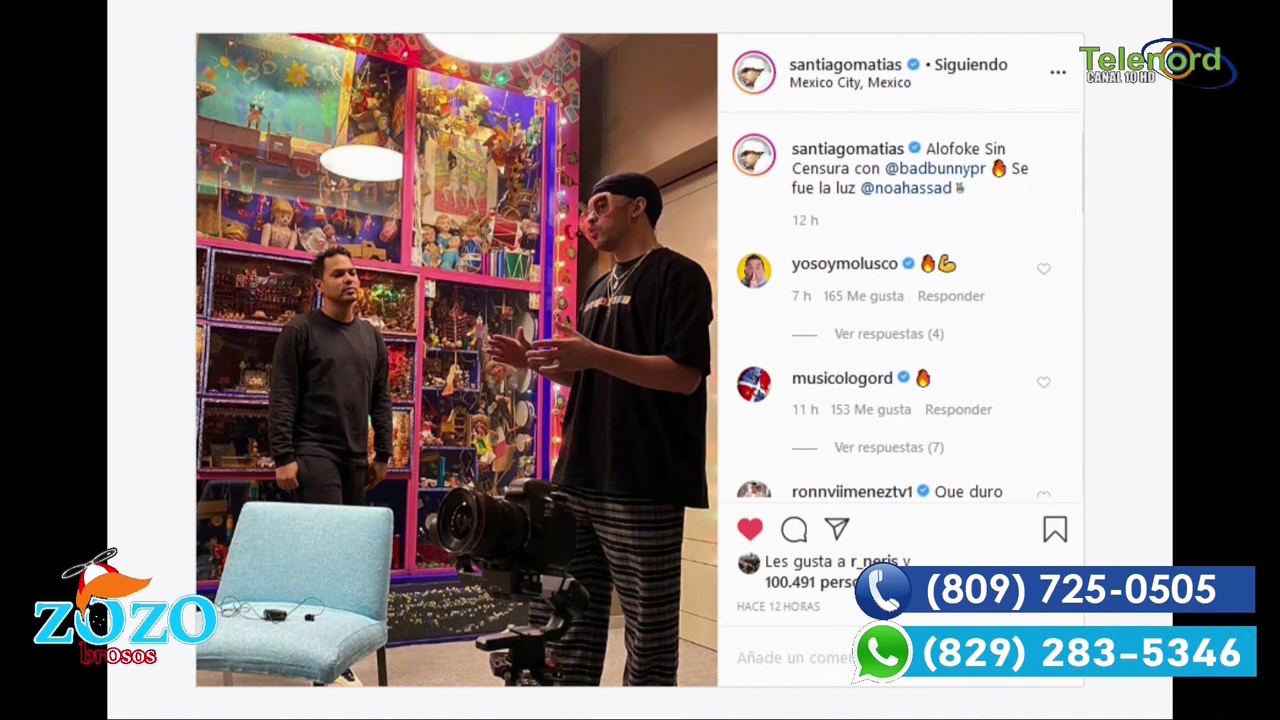 santiagomatias • Siguiendo
Mexico City, Mexico
Telenord
CANAL 10 HD
santiagomatias Alofoke Sin
Censura con @badbunnypr 🔥 Se
fue la luz @noahassad
12 h
yosoymolusco 🔥💪
7 h 165 Me gusta Responder
Ver respuestas (4)
musicologord 🔥
11 h 153 Me gusta Responder
Ver respuestas (7)
ronnyjimeneztv1 Que duro
Les gusta a r_neris y
100.491
HACE 12 HORAS
Añade un
ZOZO
brosos
(809) 725-0505
(829) 283-5346